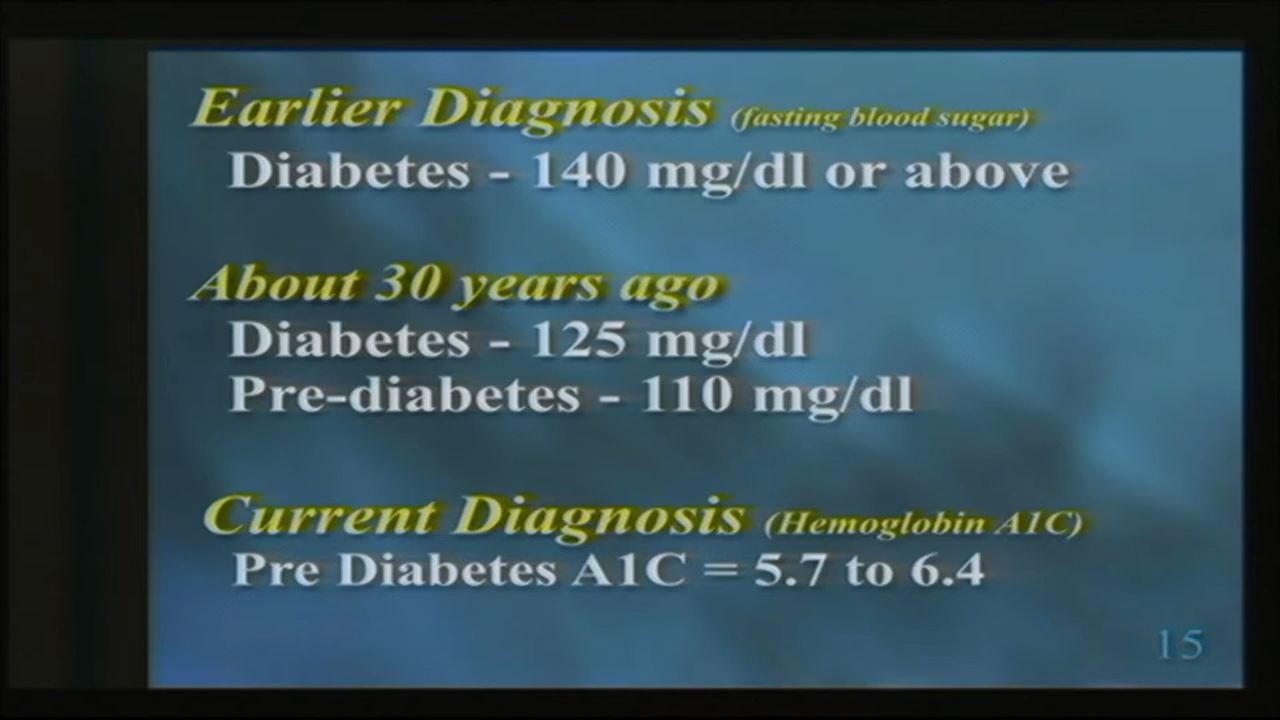 Earlier Diagnosis (fasting blood sugar)
Diabetes - 140 mg/dl or above
About 30 years ago
Diabetes - 125 mg/dl
Pre-diabetes - 110 mg/dl
Current Diagnosis (Hemoglobin A1C)
Pre Diabetes A1C = 5.7 to 6.4
15